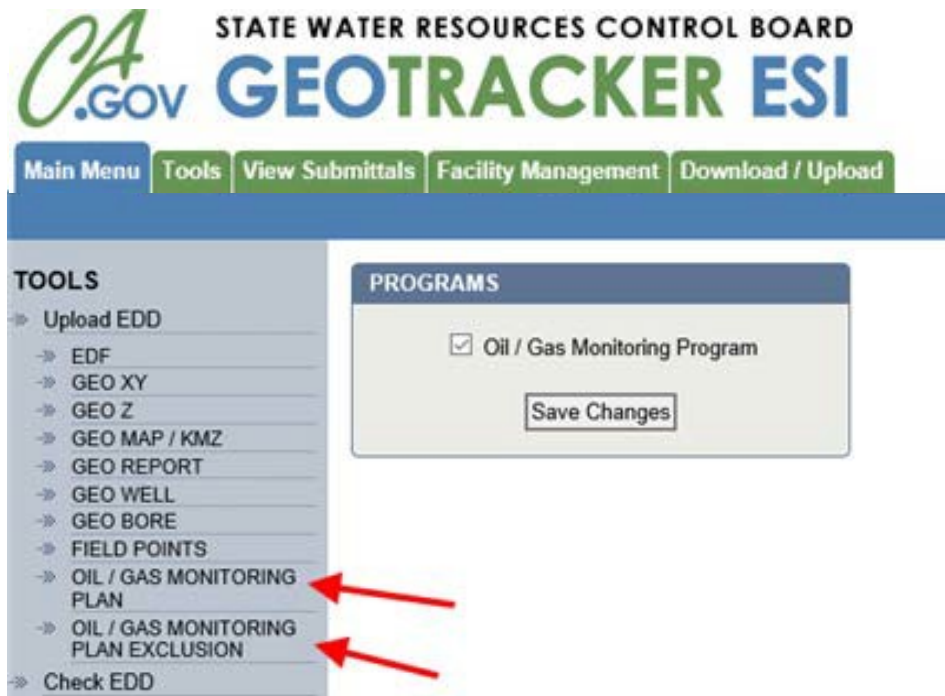 STATE WATER RESOURCES CONTROL BOARD
CA.GOV GEOTRACKER ESI
Main Menu Tools View Submittals Facility Management Download / Upload
TOOLS
Upload EDD
EDF
GEO XY
GEO Z
GEO MAP / KMZ
GEO REPORT
GEO WELL
GEO BORE
FIELD POINTS
OIL / GAS MONITORING
PLAN
OIL / GAS MONITORING
PLAN EXCLUSION
Check EDD
PROGRAMS
Oil / Gas Monitoring Program
Save Changes